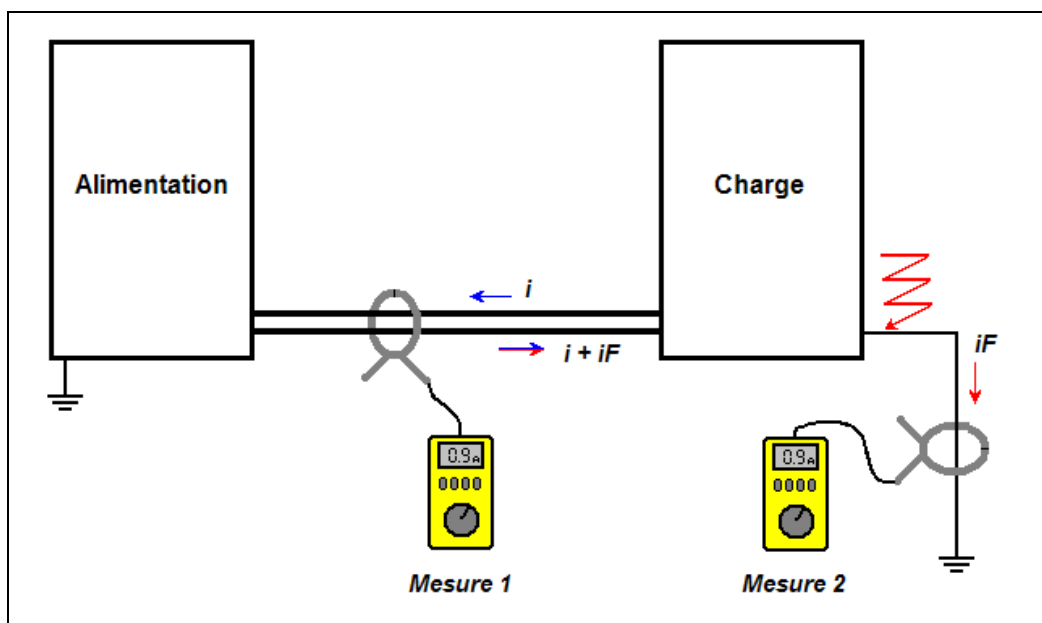 Alimentation
Charge
i
i + iF
iF
0.9A
0.9A
Mesure 1
Mesure 2